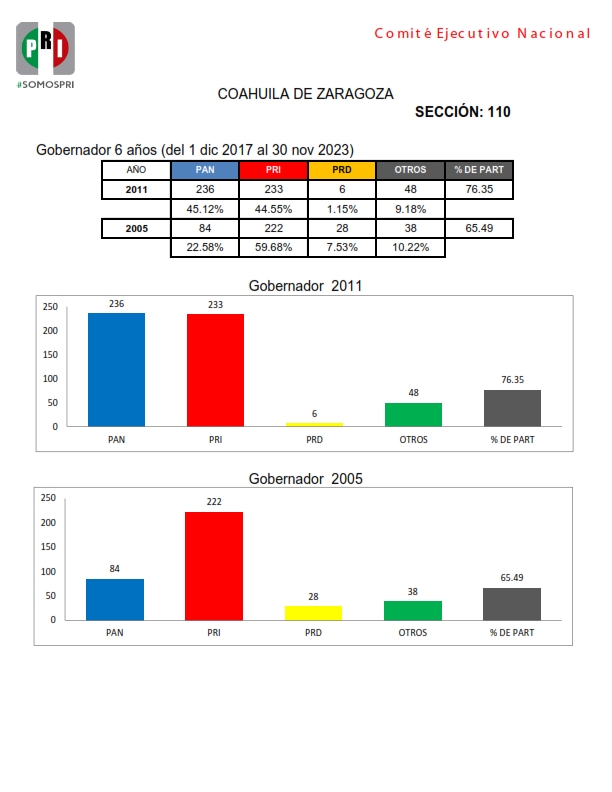 Comité Ejecutivo Nacional
PRI
#SOMOSPRI
COAHUILA DE ZARAGOZA
SECCIÓN: 110
Gobernador 6 años (del 1 dic 2017 al 30 nov 2023)
AÑO PAN PRI PRD OTROS % DE PART
2011 236 233 6 48 76.35
45.12% 44.55% 1.15% 9.18%
2005 84 222 28 38 65.49
22.58% 59.68% 7.53% 10.22%
Gobernador 2011
250
200
150
100
50
0
236 233 6 48 76.35
PAN PRI PRD OTROS % DE PART
Gobernador 2005
250
200
150
100
50
0
84 222 28 38 65.49
PAN PRI PRD OTROS % DE PART